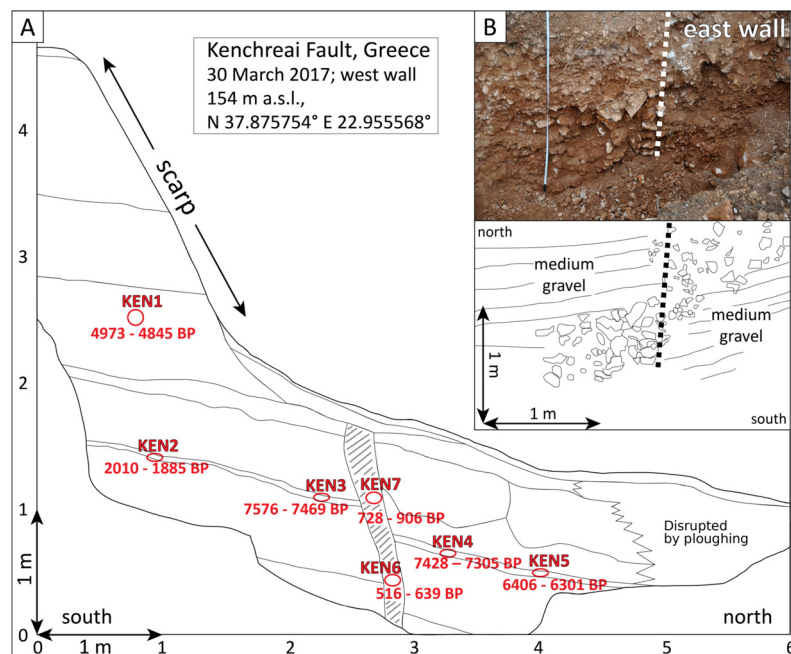 A
Kenchreai Fault, Greece
30 March 2017; west wall
154 m a.s.l.,
N 37.875754° E 22.955568°
scarp
4
3
2
1
0
1 m
KEN1
4973 - 4845 BP
KEN2
2010 - 1885 BP
KEN3
7576 - 7469 BP
KEN7
728 - 906 BP
KEN4
7428 – 7305 BP
KEN5
6406 - 6301 BP
KEN6
516 - 639 BP
Disrupted
by ploughing
south
north
0
1 m
1
2
3
4
5
6
B
east wall
north
medium
gravel
medium
gravel
1 m
1 m
south